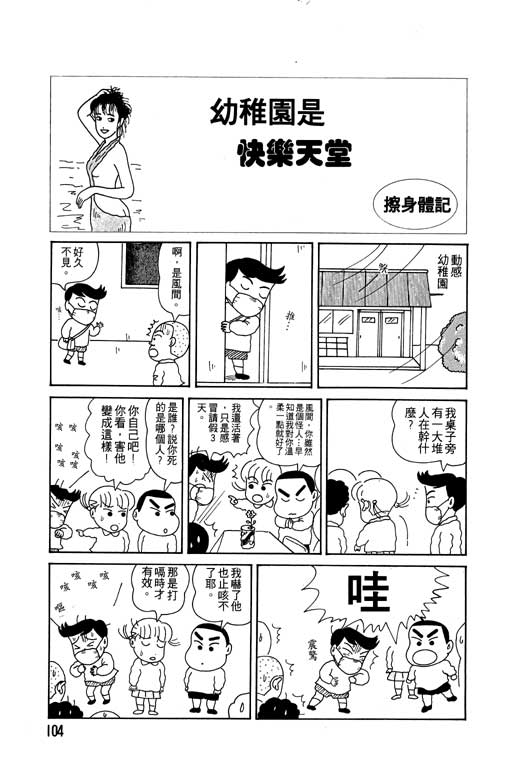 幼稚園是
快樂天堂
擦身體記
動感
幼稚園
推…
啊，是風間。
好久
不見。
咳…
我桌子旁
有一大堆
人在幹什
麼？
風間，你雖然
是個怪人…早
知道我對你溫
柔一點就好了
。
我還活著
，只是感
冒請假3
天。
是誰？說你死
的是哪個人？
你自己吧！
你看，害他
變成這樣！
咳 咳
咳 咳 咳
哇
震驚
我嚇了他
也止咳不
了耶。
那是打
嗝時才
有效。
咳 咳 咳
嘔
104